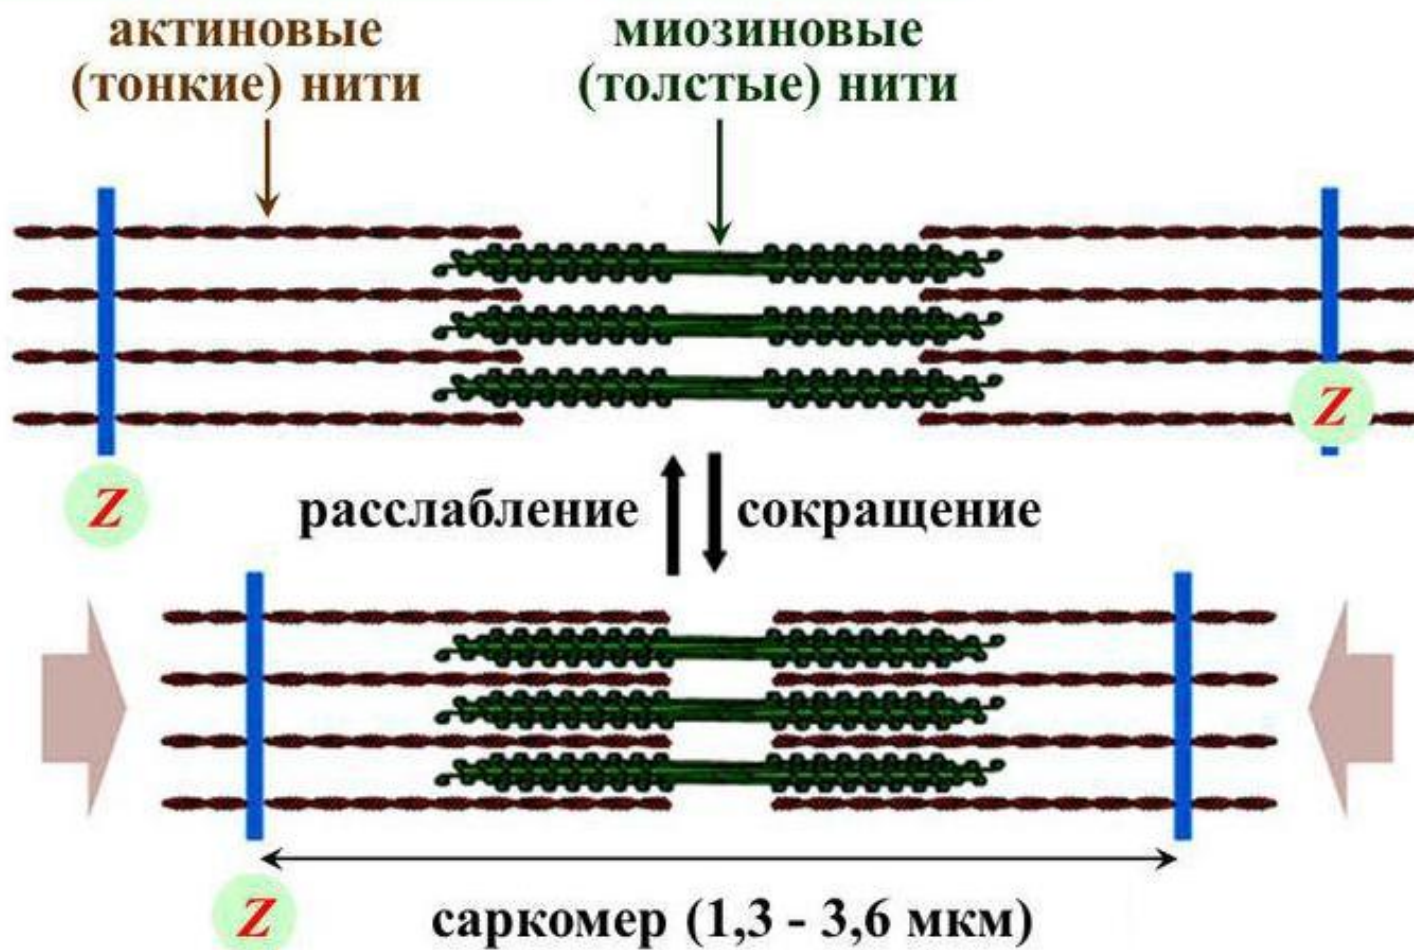 актиновые
(тонкие) нити
миозиновые
(толстые) нити
Z
Z
расслабление
сокращение
Z
саркомер (1,3 - 3,6 мкм)